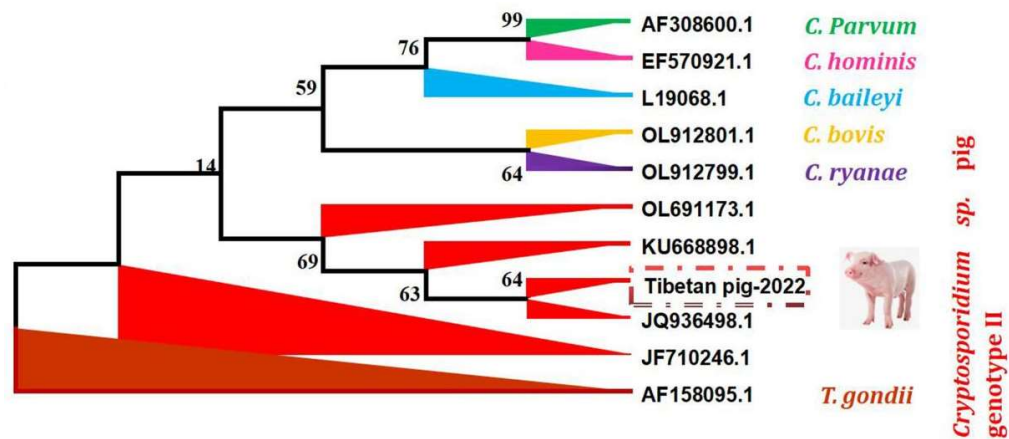 99
AF308600.1 C. Parvum
76
EF570921.1 C. hominis
59
L19068.1 C. baileyi
OL912801.1 C. bovis
14
64
OL912799.1 C. ryanae
OL691173.1
69
KU668898.1
64
Tibetan pig-2022
63
JQ936498.1
JF710246.1
AF158095.1 T. gondii
Cryptosporidium sp. pig
genotype II